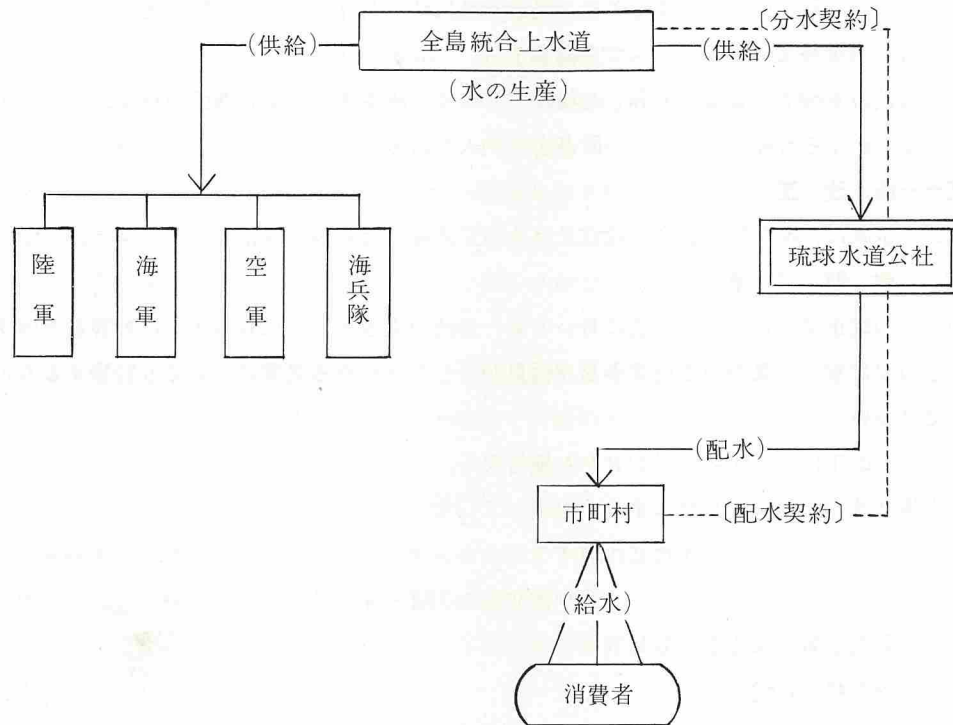 〔分水契約〕
(供給)
全島統合上水道
(供給)
(水の生産)
陸軍
海軍
空軍
海兵隊
琉球水道公社
(配水)
市町村
〔配水契約〕
(給水)
消費者